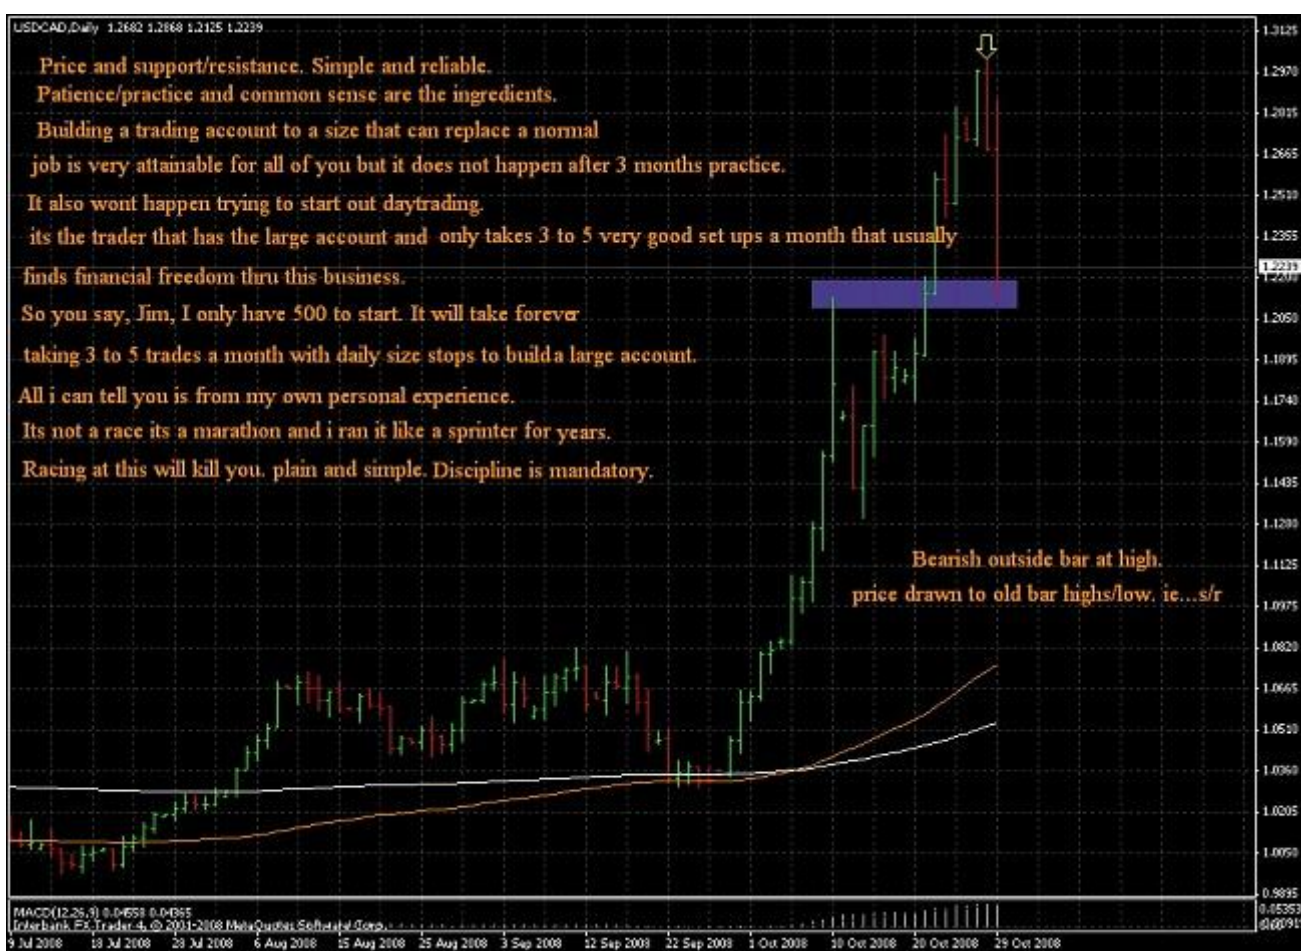 USDCAD,Daily 1.2682 1.2868 1.2125 1.2239
Price and support/resistance. Simple and reliable.
Patience/practice and common sense are the ingredients.
Building a trading account to a size that can replace a normal
job is very attainable for all of you but it does not happen after 3 months practice.
It also wont happen trying to start out daytrading.
its the trader that has the large account and only takes 3 to 5 very good set ups a month that usually
finds financial freedom thru this business.
So you say, Jim, I only have 500 to start. It will take forever
taking 3 to 5 trades a month with daily size stops to build a large account.
All i can tell you is from my own personal experience.
Its not a race its a marathon and i ran it like a sprinter for years.
Racing at this will kill you. plain and simple. Discipline is mandatory.
Bearish outside bar at high.
price drawn to old bar highs/low. ie...s/r
1.3125
1.2970
1.2815
1.2665
1.2510
1.2355
1.2239
1.2050
1.1895
1.1740
1.1590
1.1435
1.1280
1.1125
1.0975
1.0820
1.0665
1.0510
1.0360
1.0205
1.0050
0.9895
MACD(12,26,9) 0.04558 0.04365
0.05353
Interbank FX Trader 4, © 2001-2008 MetaQuotes Software Corp.
9 Jul 2008 18 Jul 2008 28 Jul 2008 6 Aug 2008 15 Aug 2008 25 Aug 2008 3 Sep 2008 12 Sep 2008 22 Sep 2008 1 Oct 2008 10 Oct 2008 20 Oct 2008 29 Oct 2008